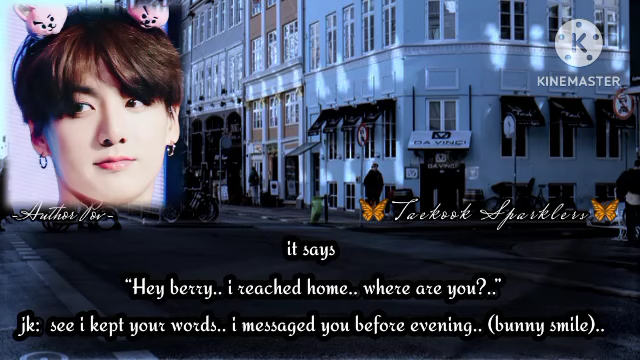 KINEMASTER
DA VINCI
-Author Pov-
Taekook Sparklers
it says
“Hey berry.. i reached home.. where are you?..”
jk: see i kept your words.. i messaged you before evening.. (bunny smile)..